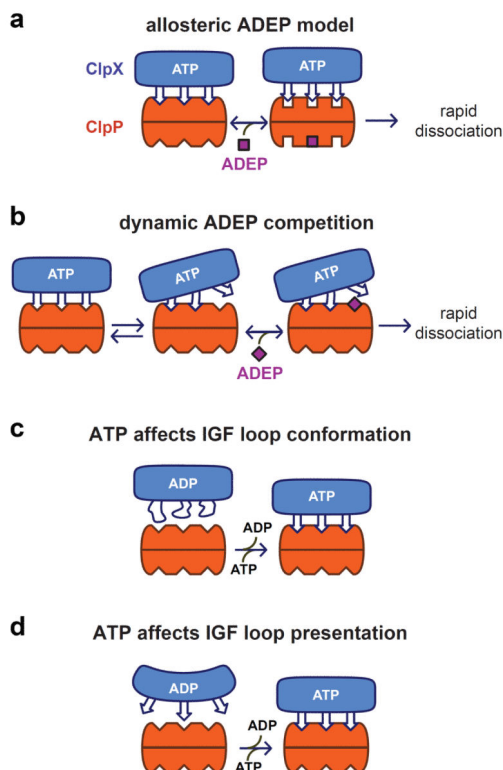 a
allosteric ADEP model
ClpX
ATP
ATP
ClpP
ADEP
rapid
dissociation
b
dynamic ADEP competition
ATP
ATP
ATP
ADEP
rapid
dissociation
c
ATP affects IGF loop conformation
ADP
ATP
ADP
ATP
d
ATP affects IGF loop presentation
ADP
ATP
ADP
ATP